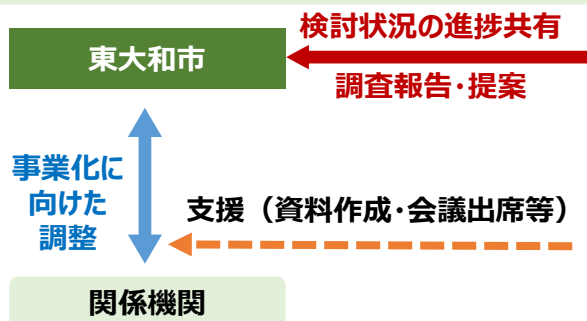 検討状況の進捗共有
東大和市
調査報告・提案
事業化に
向けた
調整
支援（資料作成・会議出席等）
関係機関